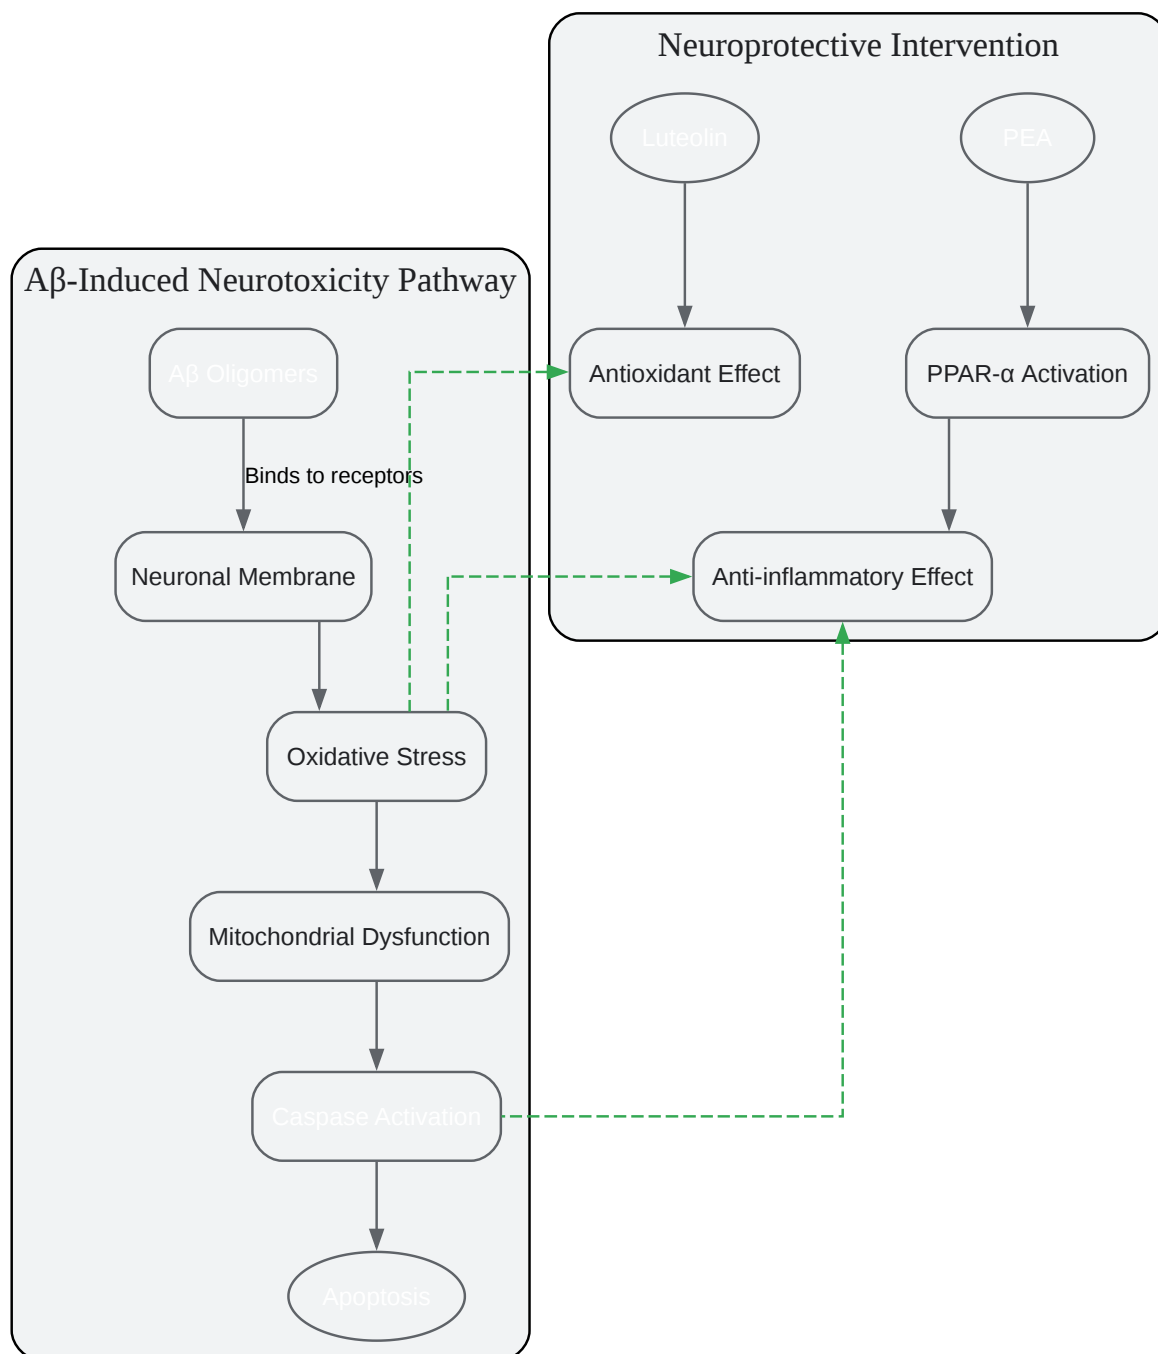 Neuroprotective Intervention
Luteolin
PEA
Aβ-Induced Neurotoxicity Pathway
Aβ Oligomers
Antioxidant Effect
PPAR-α Activation
Binds to receptors
Neuronal Membrane
Anti-inflammatory Effect
Oxidative Stress
Mitochondrial Dysfunction
Caspase Activation
Apoptosis